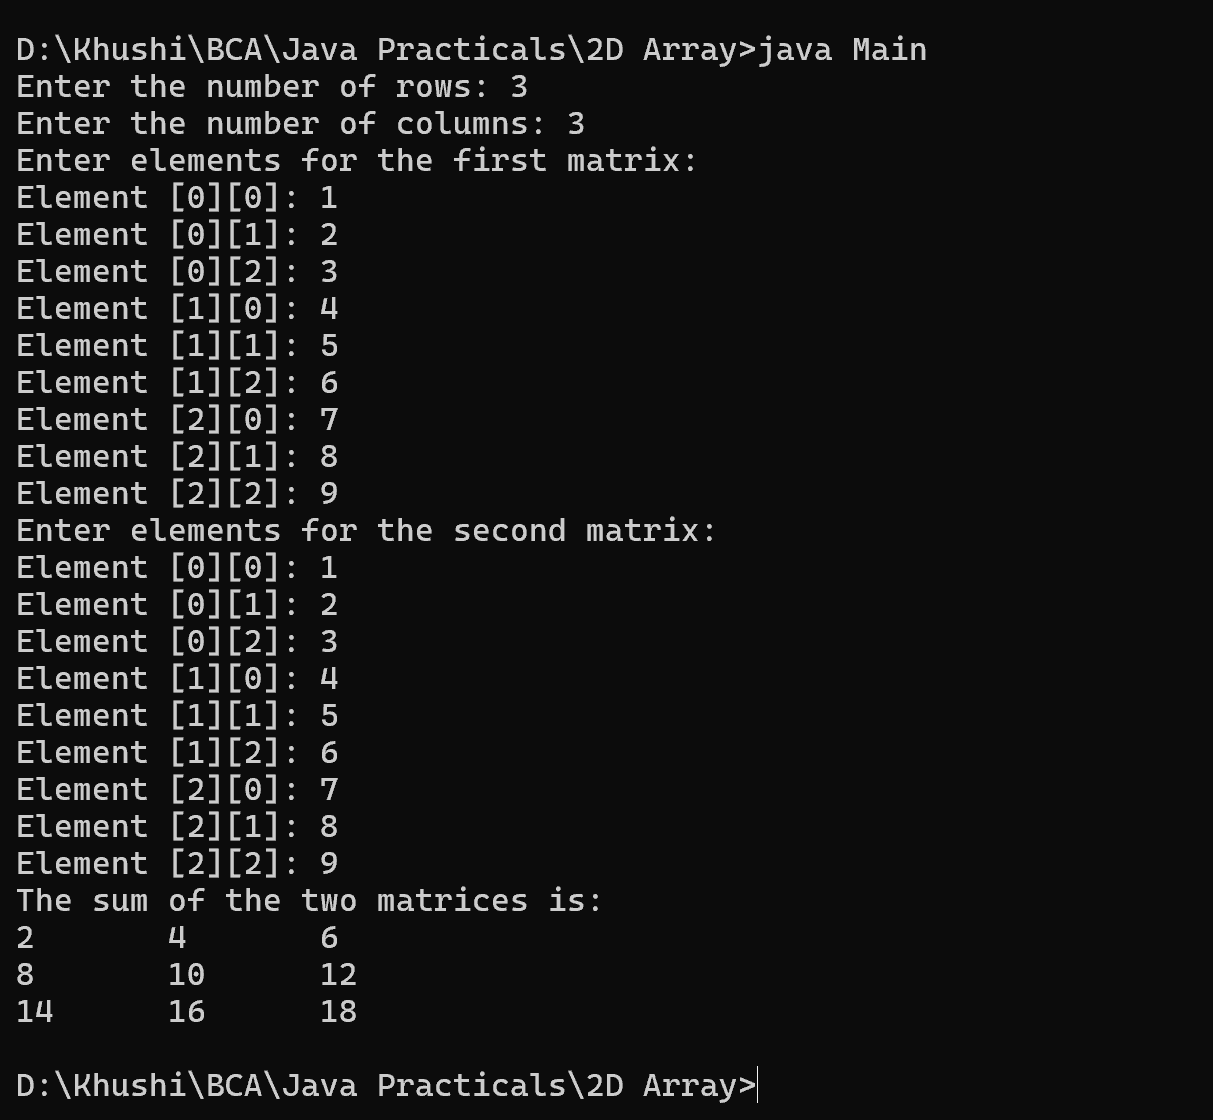 D:\Khushi\BCA\Java Practicals\2D Array>java Main
Enter the number of rows: 3
Enter the number of columns: 3
Enter elements for the first matrix:
Element [0][0]: 1
Element [0][1]: 2
Element [0][2]: 3
Element [1][0]: 4
Element [1][1]: 5
Element [1][2]: 6
Element [2][0]: 7
Element [2][1]: 8
Element [2][2]: 9
Enter elements for the second matrix:
Element [0][0]: 1
Element [0][1]: 2
Element [0][2]: 3
Element [1][0]: 4
Element [1][1]: 5
Element [1][2]: 6
Element [2][0]: 7
Element [2][1]: 8
Element [2][2]: 9
The sum of the two matrices is:
2       4       6
8       10      12
14      16      18
D:\Khushi\BCA\Java Practicals\2D Array>